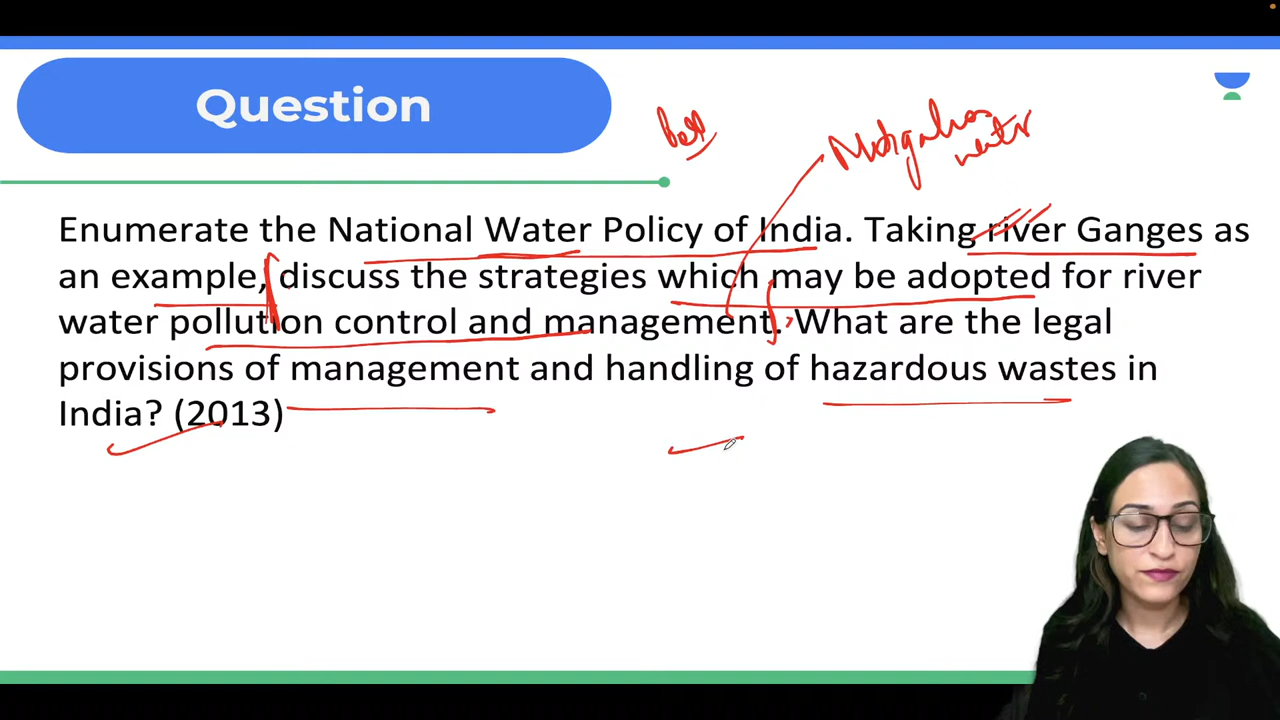 Question
Enumerate the National Water Policy of India. Taking river Ganges as
an example, discuss the strategies which may be adopted for river
water pollution control and management. What are the legal
provisions of management and handling of hazardous wastes in
India? (2013)